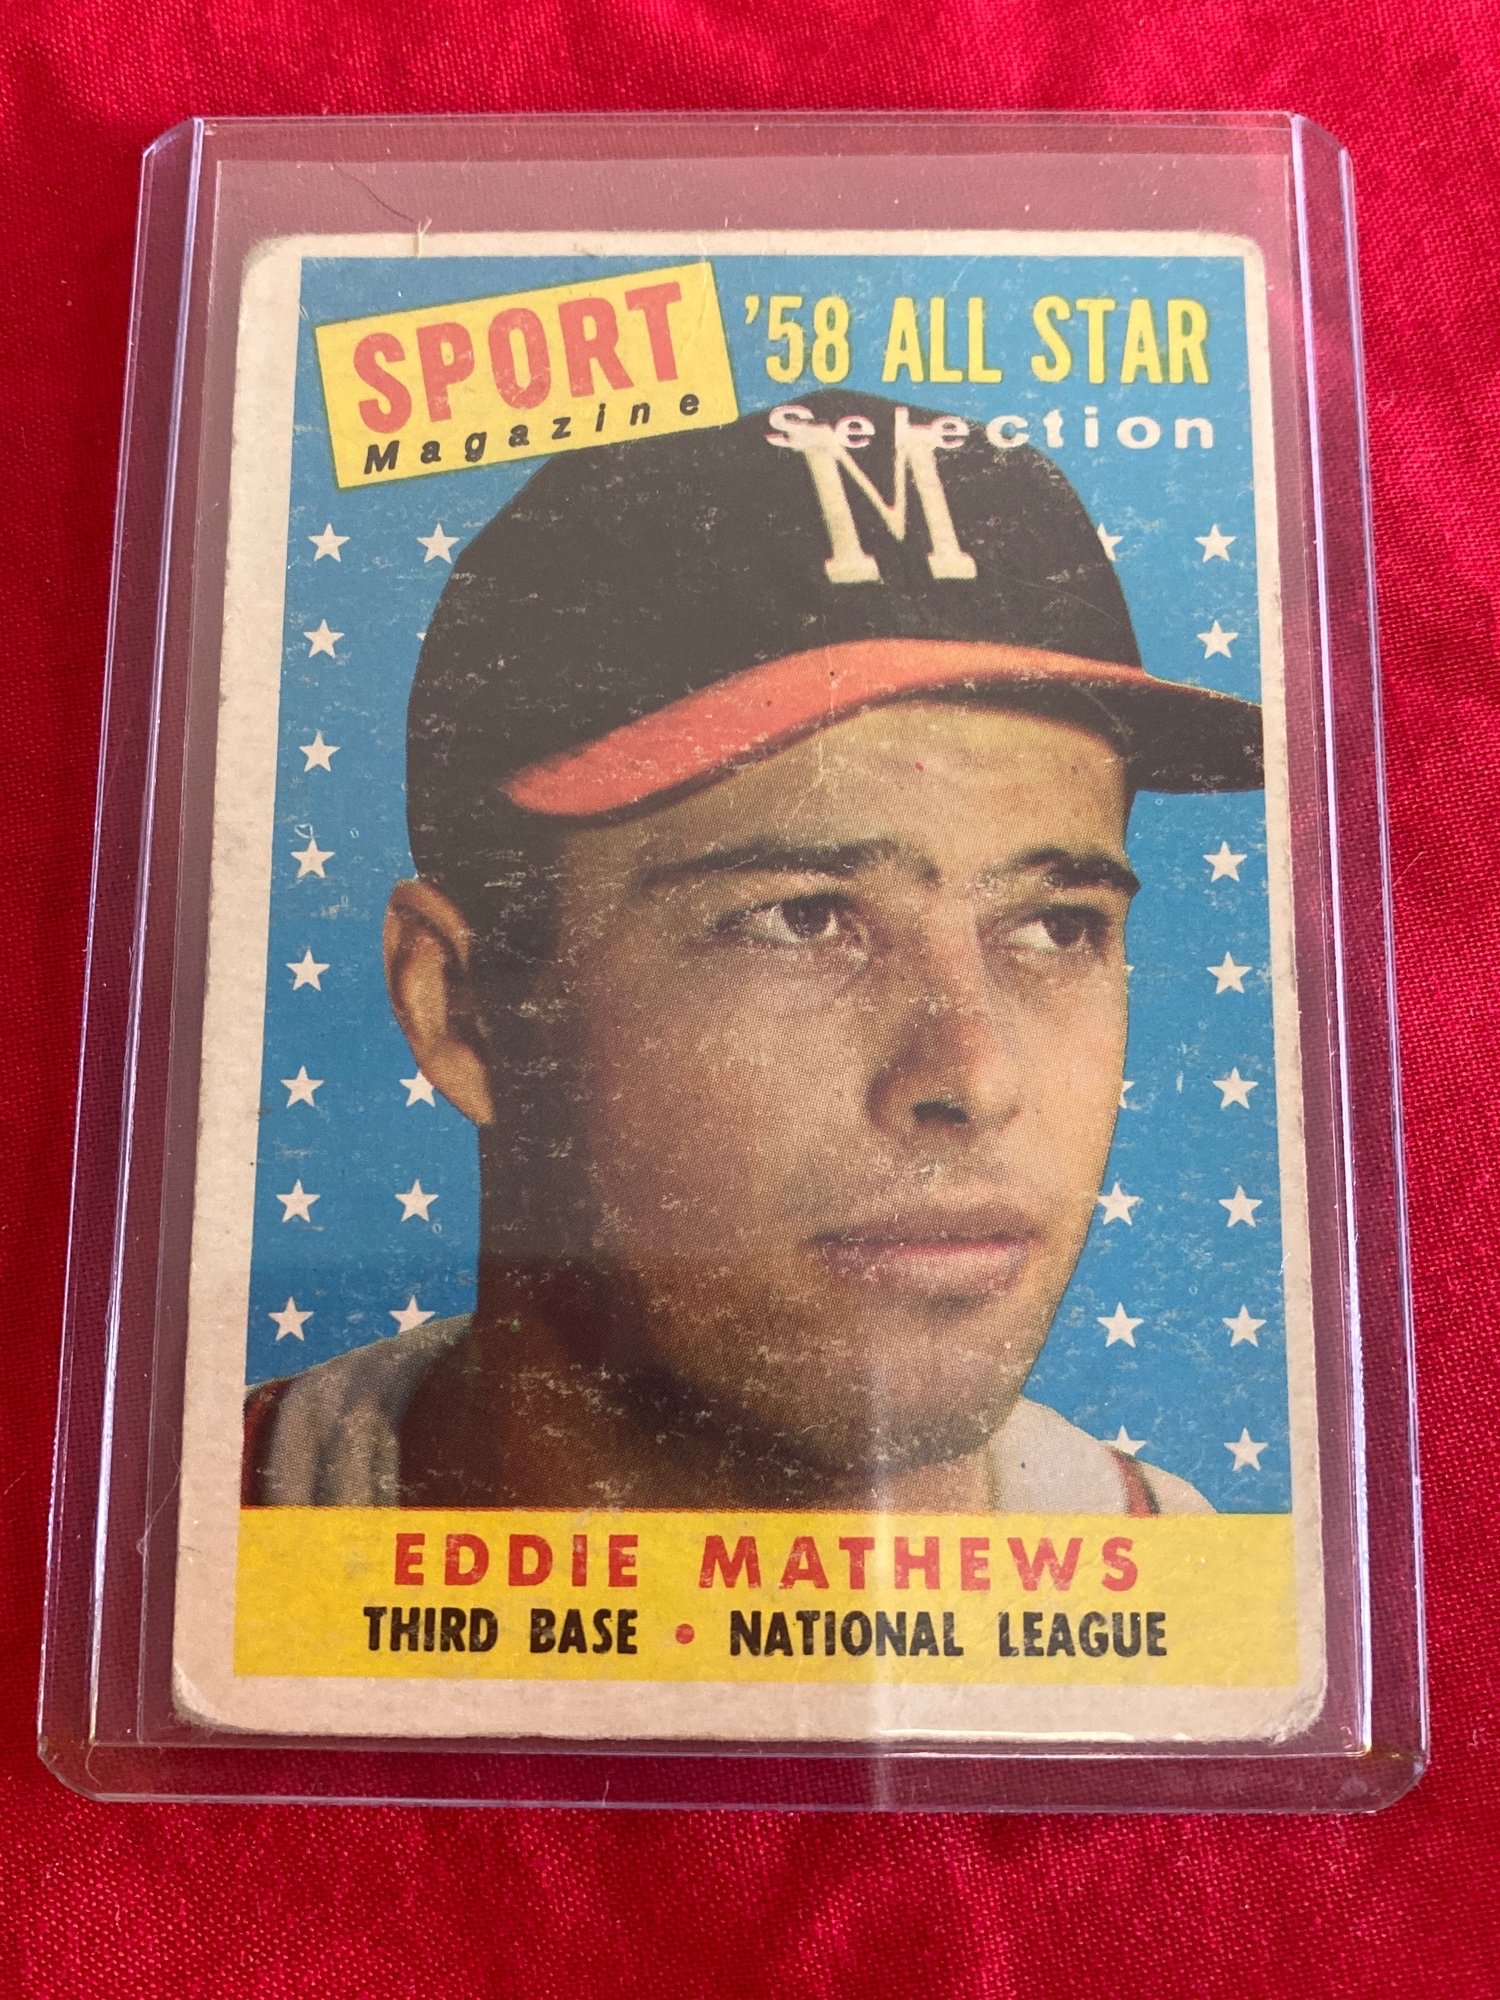 SPORT
Magazine
'58 ALL STAR
Selection
M
EDDIE MATHEWS
THIRD BASE • NATIONAL LEAGUE